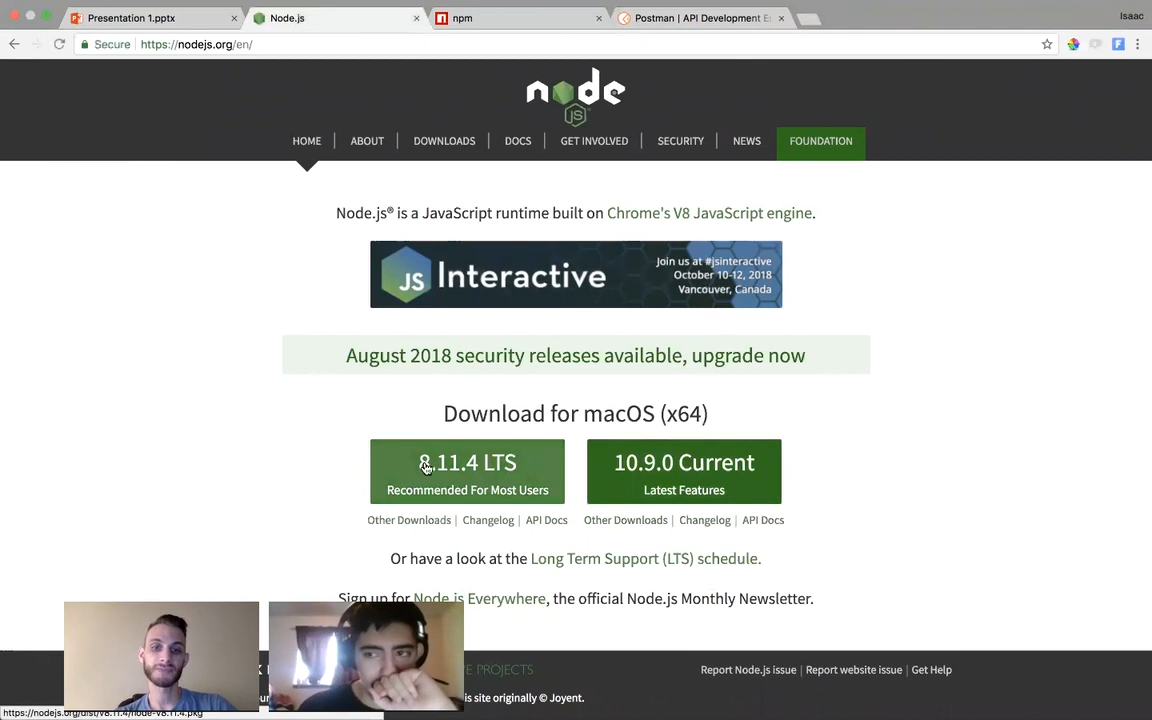 Presentation 1.pptx
Node.js
npm
Postman | API Development E
Isaac
Secure
https://nodejs.org/en/
node
JS
HOME
ABOUT
DOWNLOADS
DOCS
GET INVOLVED
SECURITY
NEWS
FOUNDATION
Node.js® is a JavaScript runtime built on Chrome's V8 JavaScript engine.
JS Interactive
Join us at #jsinteractive
October 10-12, 2018
Vancouver, Canada
August 2018 security releases available, upgrade now
Download for macOS (x64)
8.11.4 LTS
Recommended For Most Users
10.9.0 Current
Latest Features
Other Downloads | Changelog | API Docs
Other Downloads | Changelog | API Docs
Or have a look at the Long Term Support (LTS) schedule.
Sign up for Node.js Everywhere, the official Node.js Monthly Newsletter.
PROJECTS
Report Node.js issue | Report website issue | Get Help
is site originally © Joyent.
https://nodejs.org/dist/v8.11.4/node-v8.11.4.pkg